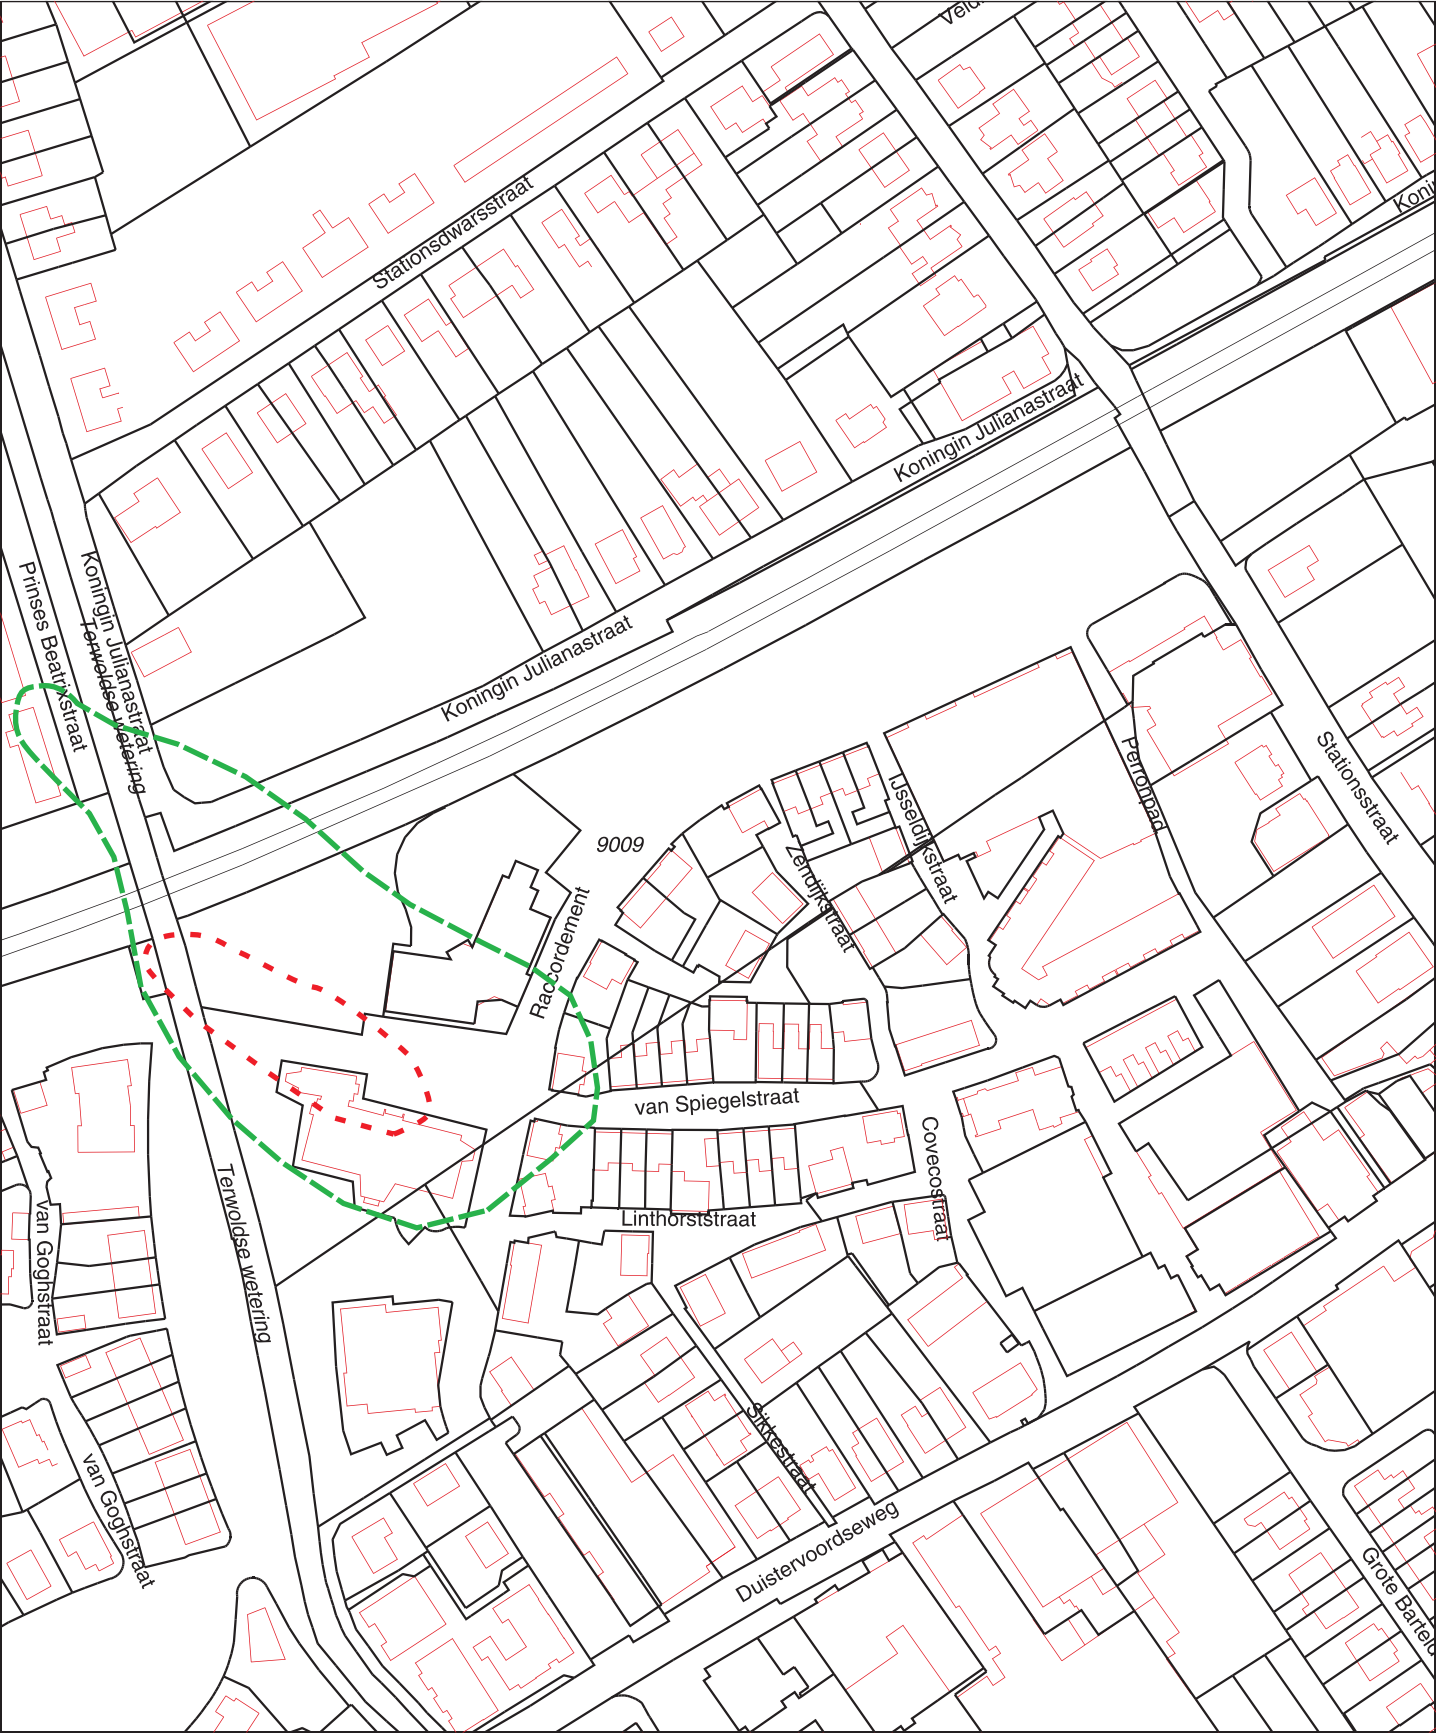 Stationsdwarsstraat
Koningin Julianastraat
Koningin Julianastraat
Prinses Beatrixstraat
Koningin Julianastraat
Terwoldse wetering
Perronpad
Stationsstraat
IJsseldijkstraat
9009
Zendijkstraat
Raccordement
van Spiegelstraat
Covecostraat
Linthorststraat
Terwoldse wetering
van Goghstraat
Sikkestraat
van Goghstraat
Duistervoordseweg
Grote